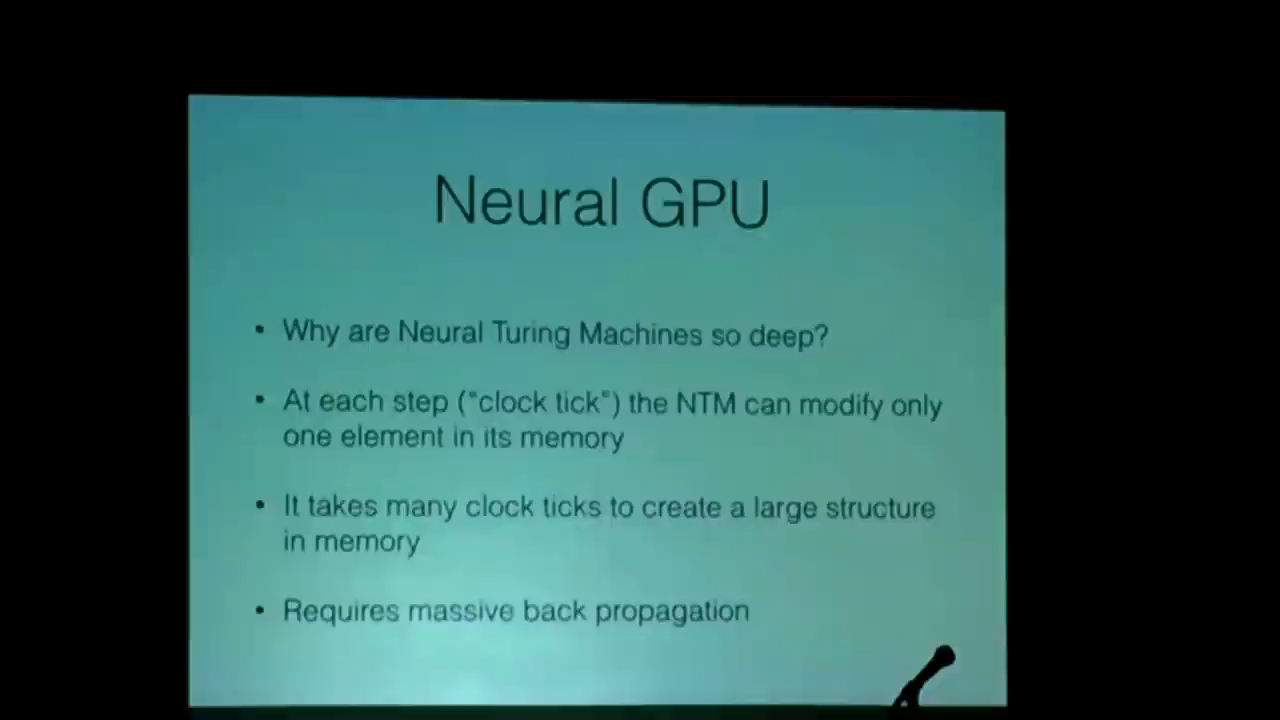 Neural GPU
• Why are Neural Turing Machines so deep?
• At each step ("clock tick") the NTM can modify only
one element in its memory
• It takes many clock ticks to create a large structure
in memory
• Requires massive back propagation